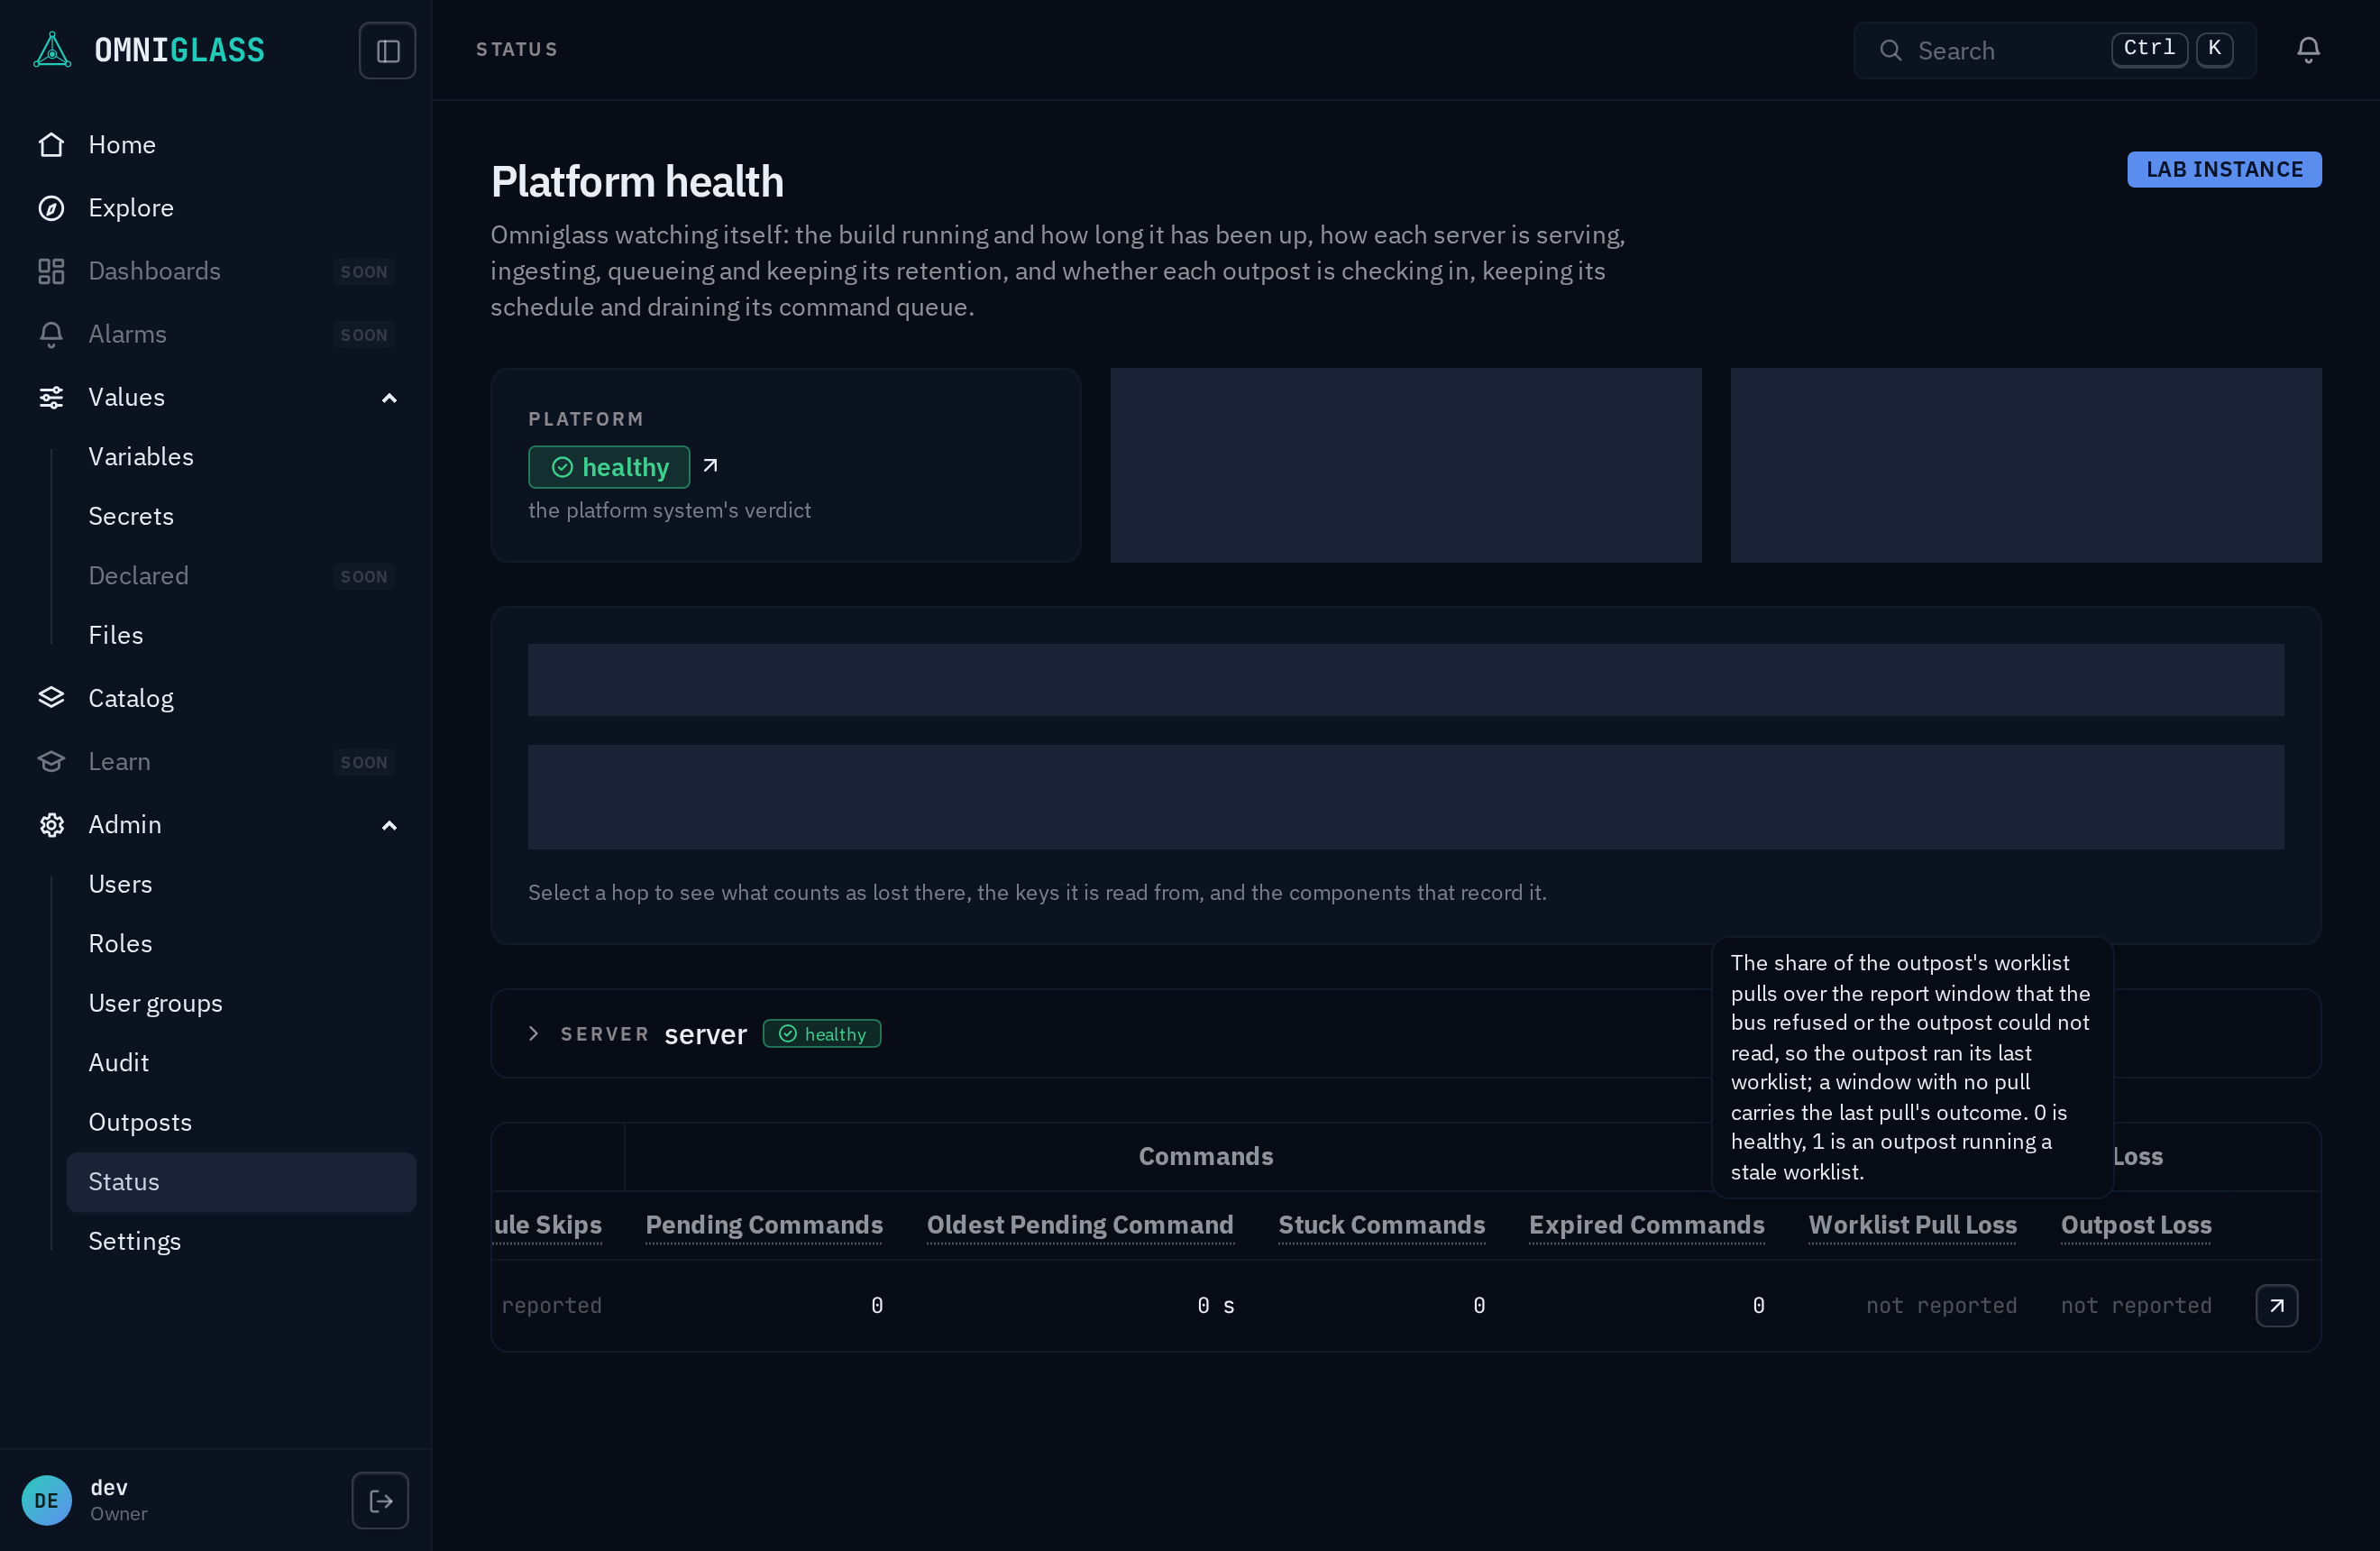 OMNIGLASS
STATUS
Search
Ctrl K
Home
Explore
Dashboards SOON
Alarms SOON
Values
Variables
Secrets
Declared SOON
Files
Catalog
Learn SOON
Admin
Users
Roles
User groups
Audit
Outposts
Status
Settings
DE
dev
Owner
Platform health
LAB INSTANCE
Omniglass watching itself: the build running and how long it has been up, how each server is serving,
ingesting, queueing and keeping its retention, and whether each outpost is checking in, keeping its
schedule and draining its command queue.
PLATFORM
healthy
the platform system's verdict
Select a hop to see what counts as lost there, the keys it is read from, and the components that record it.
SERVER server healthy
The share of the outpost's worklist
pulls over the report window that the
bus refused or the outpost could not
read, so the outpost ran its last
worklist; a window with no pull
carries the last pull's outcome. 0 is
healthy, 1 is an outpost running a
stale worklist.
Commands Loss
ule Skips Pending Commands Oldest Pending Command Stuck Commands Expired Commands Worklist Pull Loss Outpost Loss
reported 0 0 s 0 0 not reported not reported